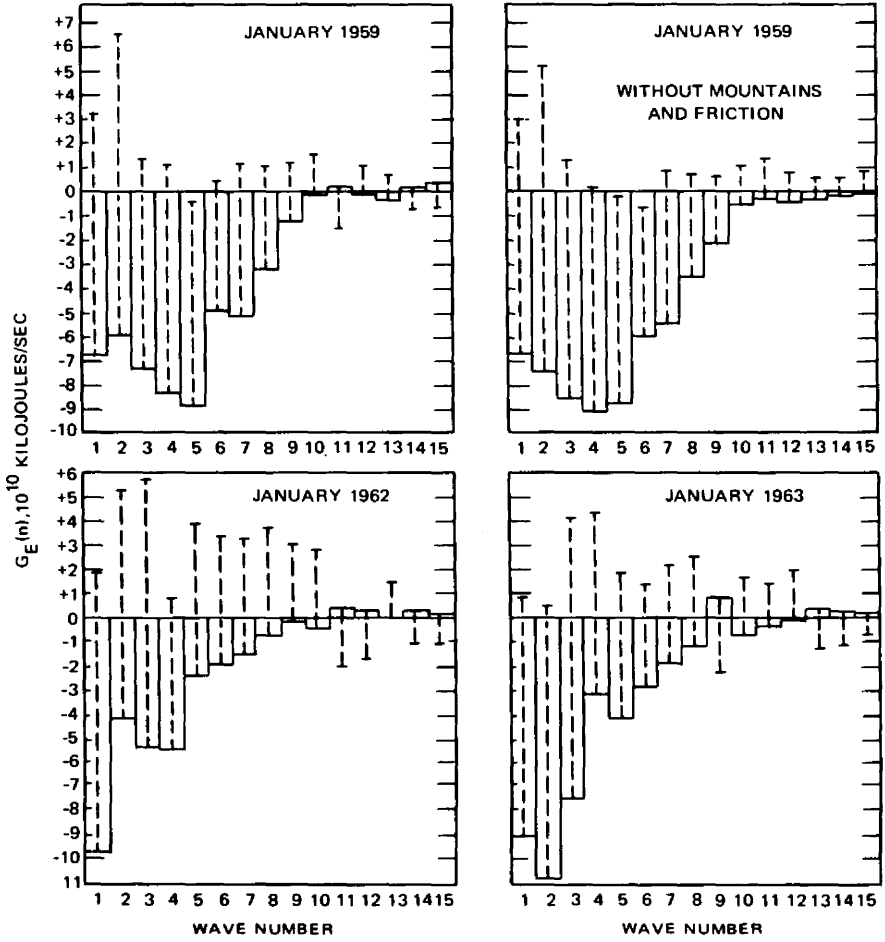 JANUARY 1959
+7
+6
+5
+4
+3
+2
+1
0
-1
-2
-3
-4
-5
-6
-7
-8
-9
-10
1 2 3 4 5 6 7 8 9 10 11 12 13 14 15
JANUARY 1959
WITHOUT MOUNTAINS
AND FRICTION
1 2 3 4 5 6 7 8 9 10 11 12 13 14 15
G_E(n), 10^10 KILOJOULES/SEC
JANUARY 1962
+6
+5
+4
+3
+2
+1
0
-1
-2
-3
-4
-5
-6
-7
-8
-9
-10
11
1 2 3 4 5 6 7 8 9 10 11 12 13 14 15
WAVE NUMBER
JANUARY 1963
1 2 3 4 5 6 7 8 9 10 11 12 13 14 15
WAVE NUMBER